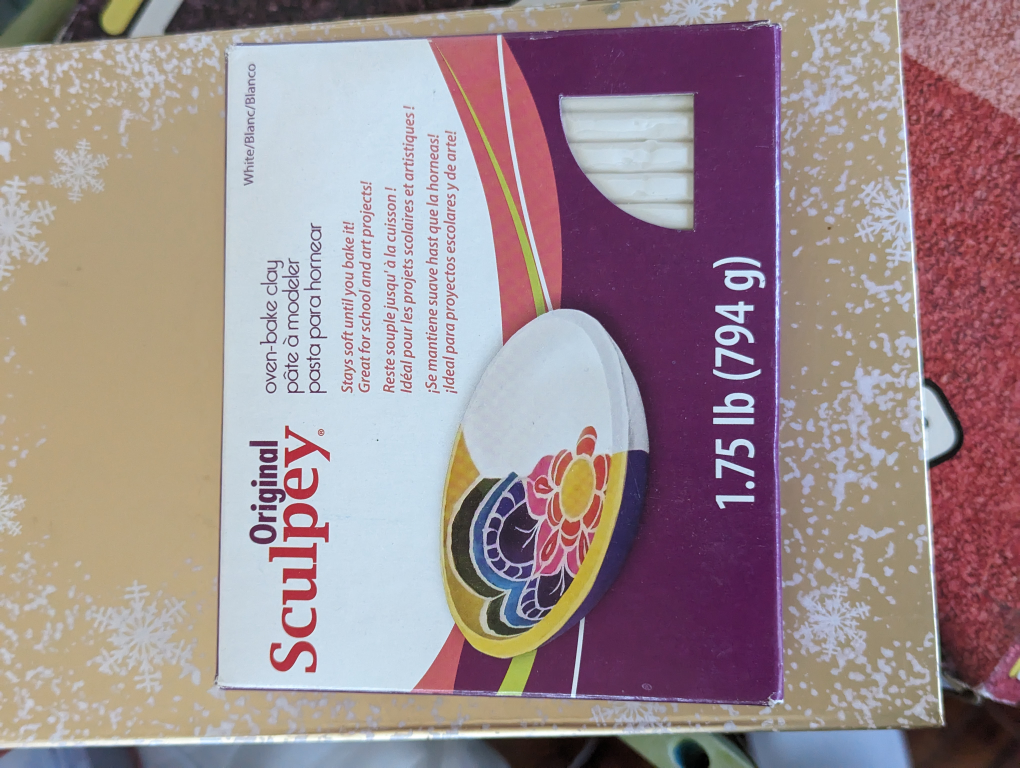 Original
Sculpey®
White/Blanc/Blanco
oven-bake clay
pâte à modeler
pasta para hornear
Stays soft until you bake it!
Great for school and art projects!
Reste souple jusqu' à la cuisson !
Idéal pour les projets scolaires et artistiques !
¡Se mantiene suave hast que la horneas!
¡Ideal para proyectos escolares y de arte!
1.75 lb (794 g)